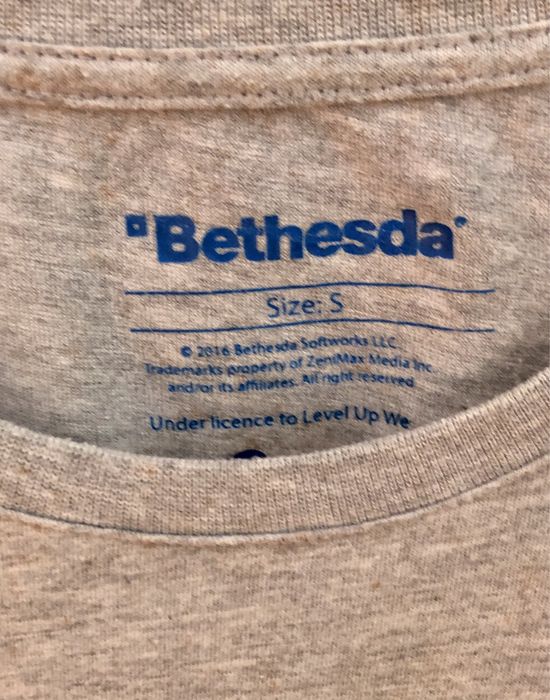 Bethesda
Size: S
© 2016 Bethesda Softworks LLC.
Trademarks property of ZeniMax Media Inc.
and/or its affiliates. All right reserved
Under licence to Level Up We